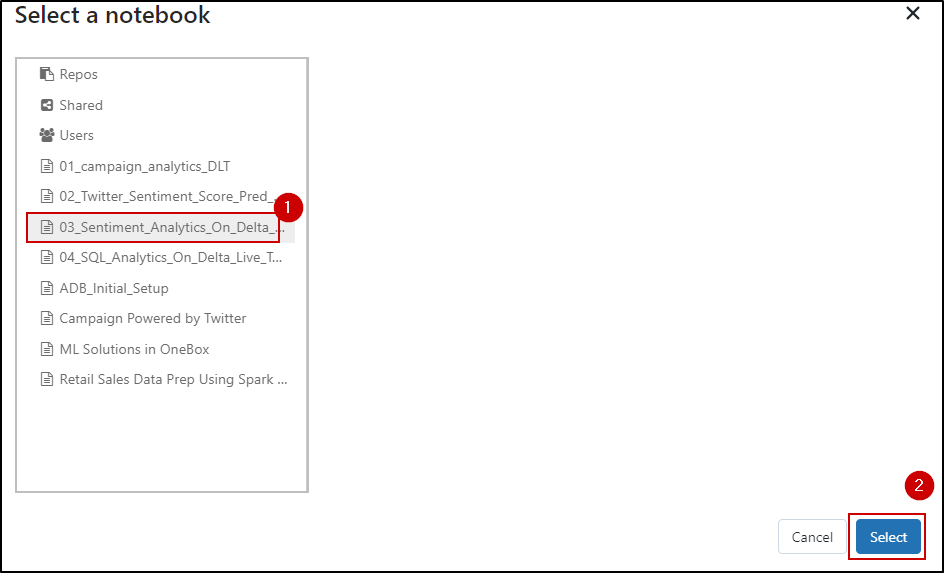 Select a notebook
Repos
Shared
Users
01_campaign_analytics_DLT
02_Twitter_Sentiment_Score_Pred_...
1
03_Sentiment_Analytics_On_Delta_...
04_SQL_Analytics_On_Delta_Live_T...
ADB_Initial_Setup
Campaign Powered by Twitter
ML Solutions in OneBox
Retail Sales Data Prep Using Spark ...
2
Cancel
Select